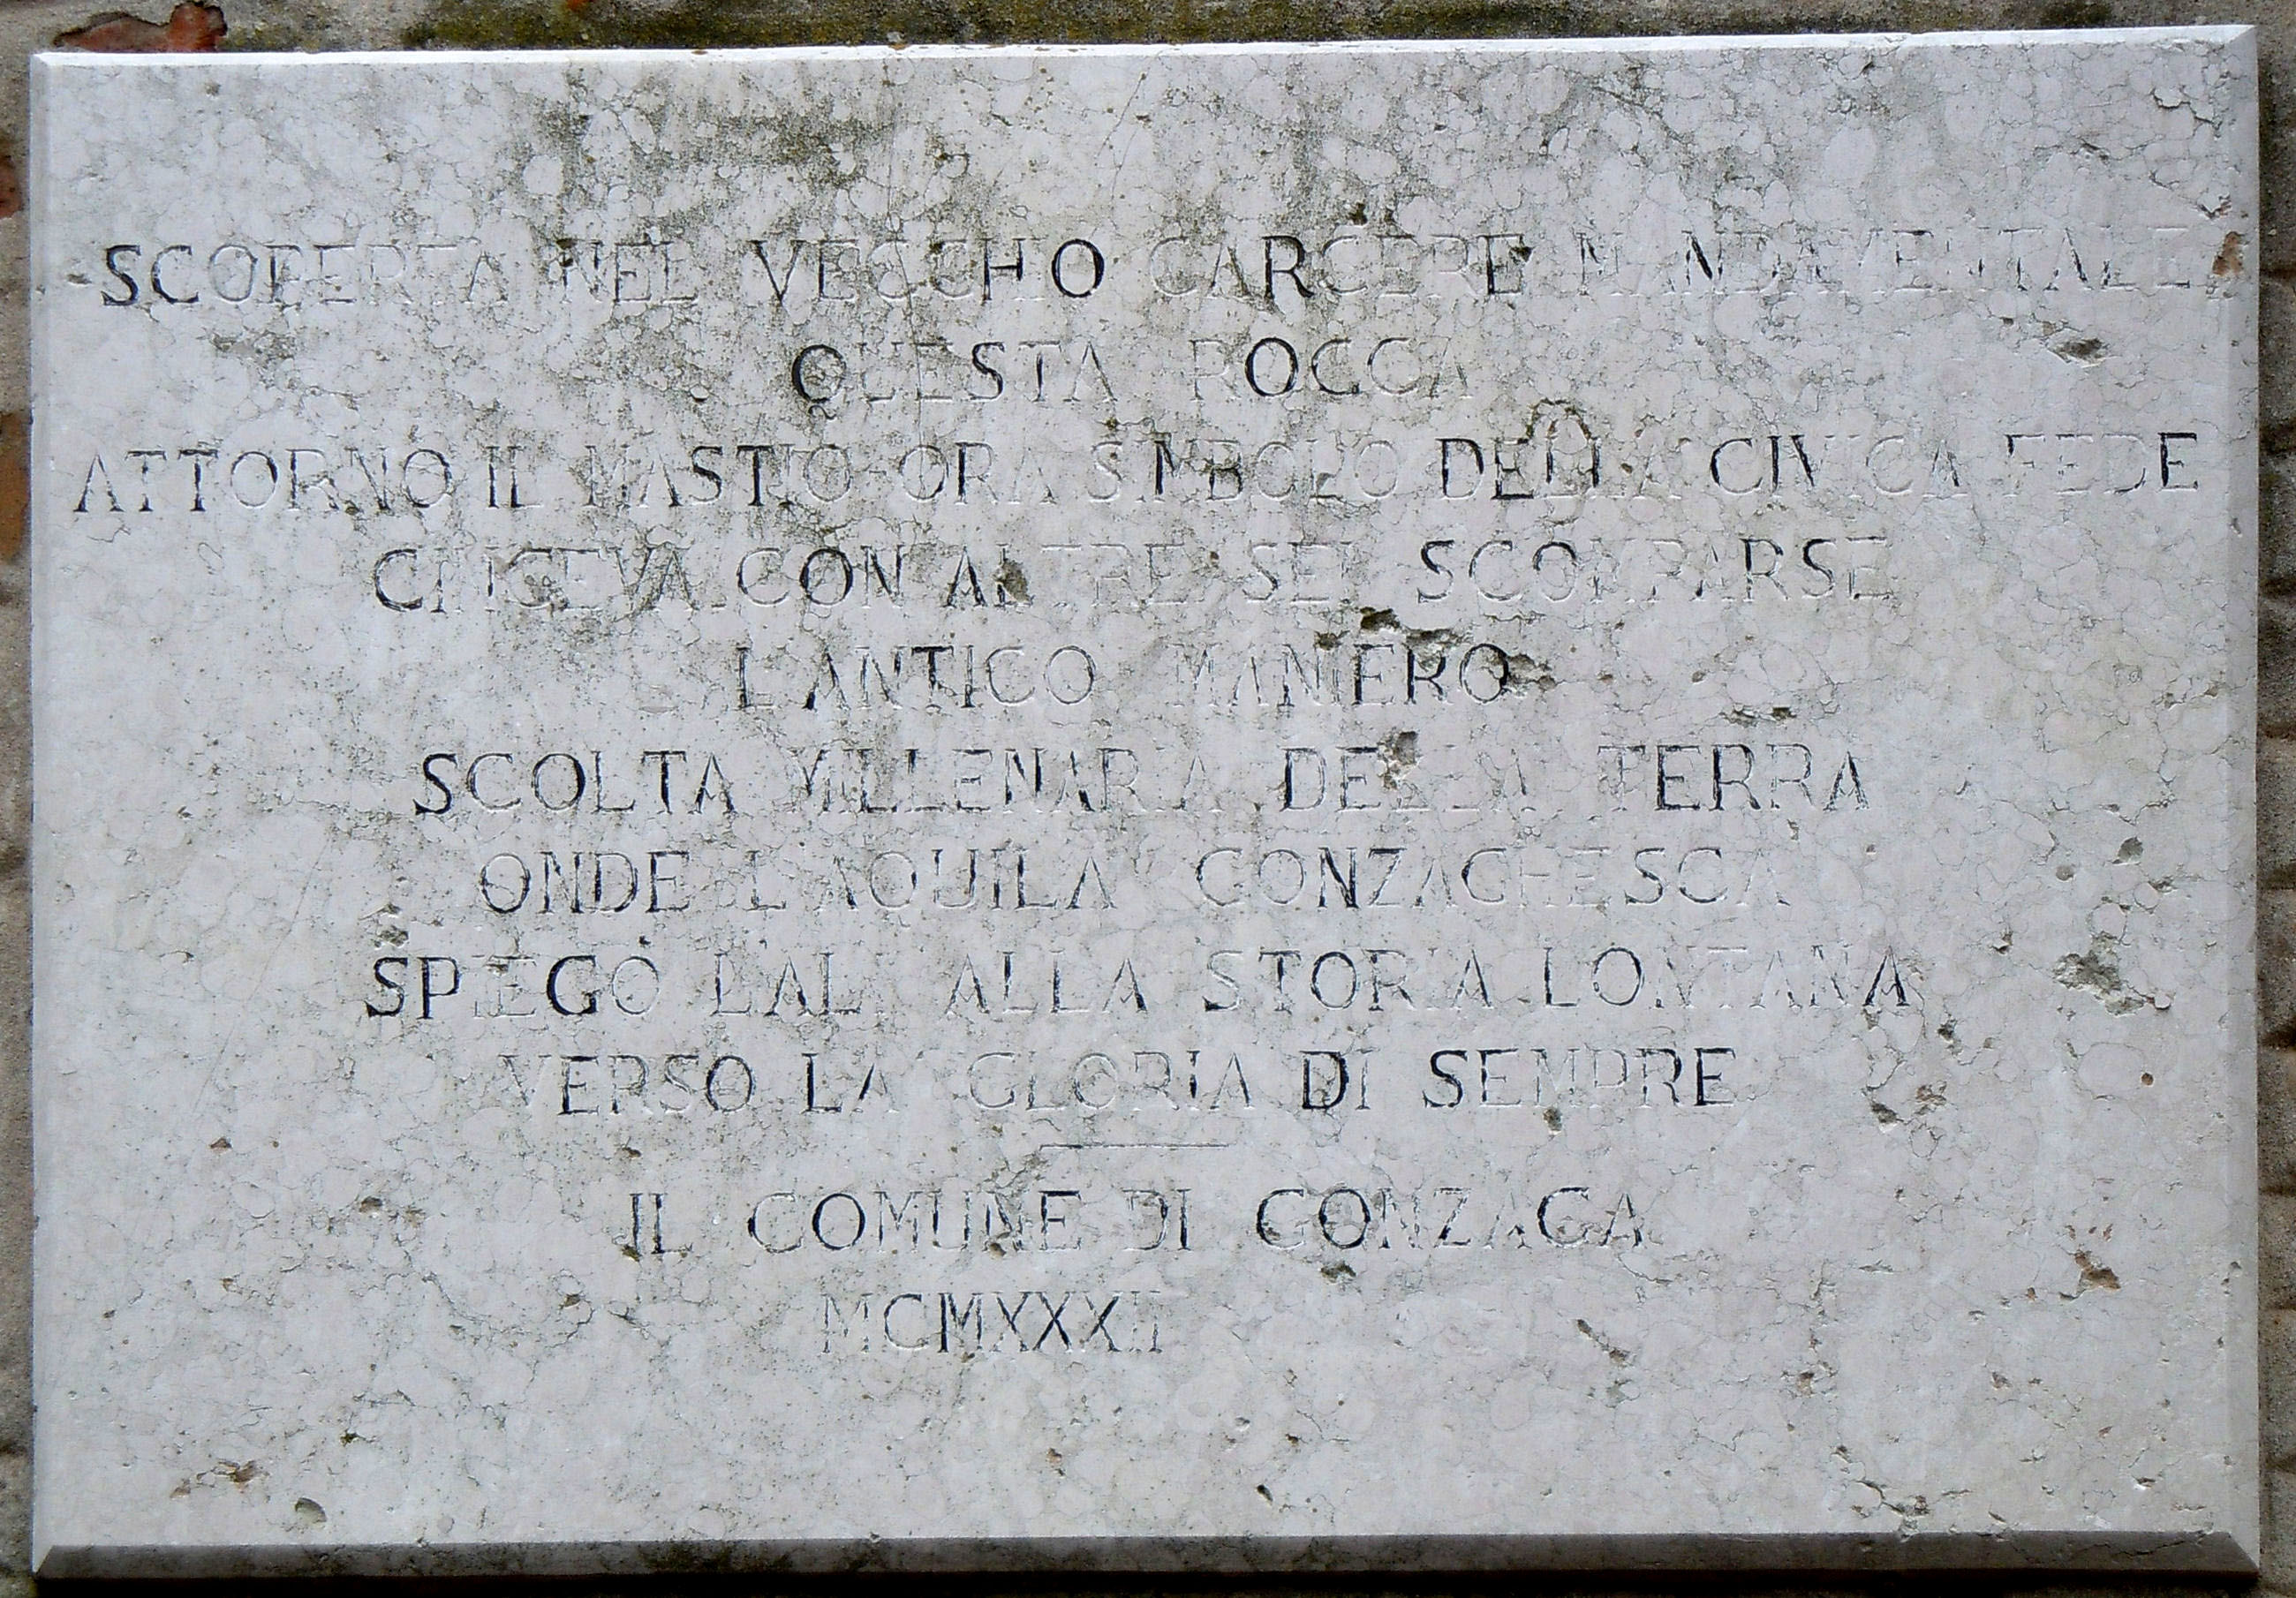 SCOPERTA NEL VECCHIO CARCERE MANDAMENTALE
QUESTA ROCCA
ATTORNO IL MASTIO ORA SIMBOLO DELLA CIVICA FEDE
CINGEVA CON ALTRE SEI SCOMPARSE
L'ANTICO MANIERO
SCOLTA MILLENARIA DELLA TERRA
ONDE L'AQUILA GONZAGHESCA
SPIEGÒ L'ALI ALLA STORIA LONTANA
VERSO LA GLORIA DI SEMPRE
IL COMUNE DI GONZAGA
MCMXXXII